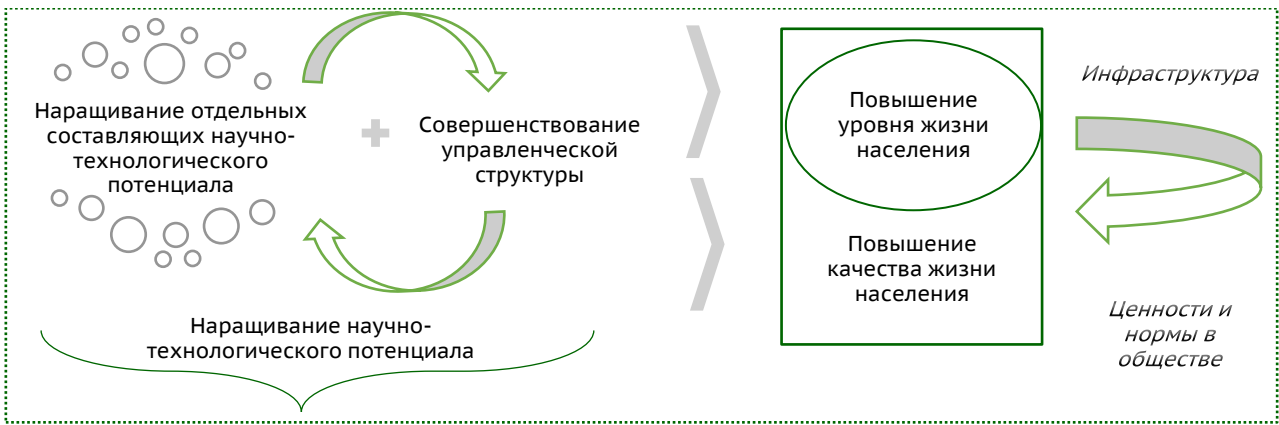 Наращивание отдельных
составляющих научно-
технологического
потенциала
Совершенствование
управленческой
структуры
Наращивание научно-
технологического потенциала
Повышение
уровня жизни
населения
Повышение
качества жизни
населения
Инфраструктура
Ценности и
нормы в
обществе